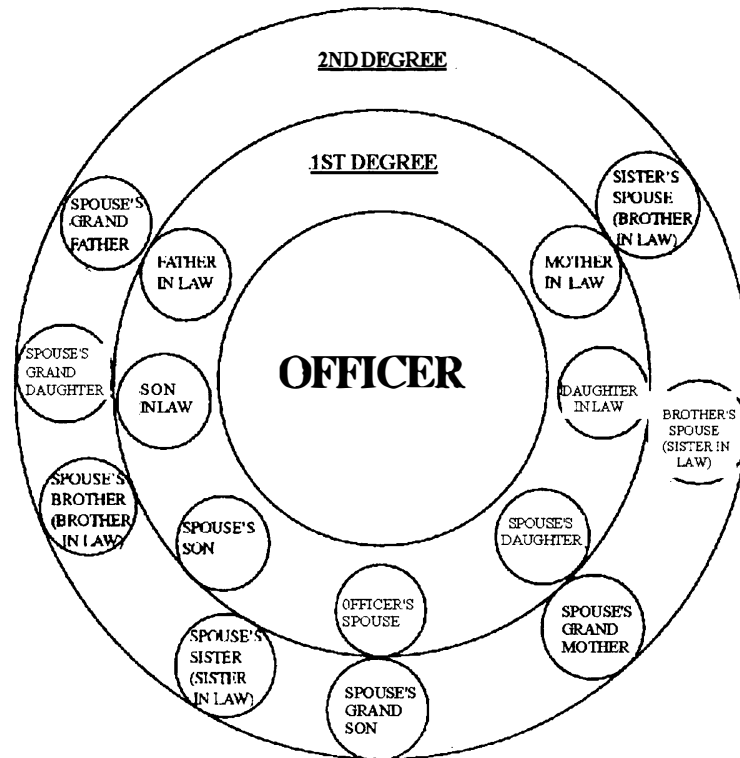 2ND DEGREE
1ST DEGREE
SPOUSE'S
GRAND
FATHER
FATHER
IN LAW
MOTHER
IN LAW
SISTER'S
SPOUSE
(BROTHER
IN LAW)
SPOUSE'S
GRAND
DAUGHTER
SON
IN LAW
OFFICER
DAUGHTER
IN LAW
BROTHER'S
SPOUSE
(SISTER IN
LAW)
SPOUSE'S
BROTHER
(BROTHER
IN LAW)
SPOUSE'S
SON
SPOUSE'S
DAUGHTER
OFFICER'S
SPOUSE
SPOUSE'S
SISTER
(SISTER
IN LAW)
SPOUSE'S
GRAND
SON
SPOUSE'S
GRAND
MOTHER